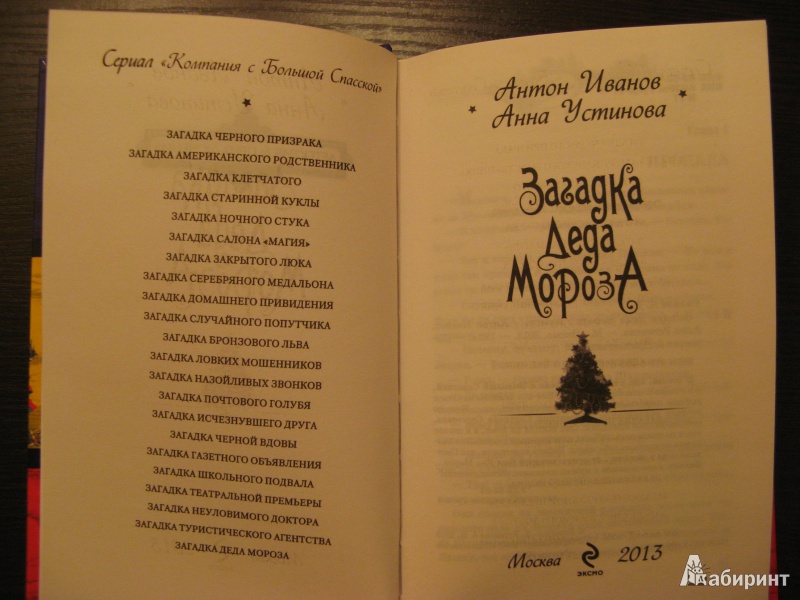 Сериал «Компания с Большой Спасской»
ЗАГАДКА ЧЕРНОГО ПРИЗРАКА
ЗАГАДКА АМЕРИКАНСКОГО РОДСТВЕННИКА
ЗАГАДКА КЛЕТЧАТОГО
ЗАГАДКА СТАРИННОЙ КУКЛЫ
ЗАГАДКА НОЧНОГО СТУКА
ЗАГАДКА САЛОНА «МАГИЯ»
ЗАГАДКА ЗАКРЫТОГО ЛЮКА
ЗАГАДКА СЕРЕБРЯНОГО МЕДАЛЬОНА
ЗАГАДКА ДОМАШНЕГО ПРИВИДЕНИЯ
ЗАГАДКА СЛУЧАЙНОГО ПОПУТЧИКА
ЗАГАДКА БРОНЗОВОГО ЛЬВА
ЗАГАДКА ЛОВКИХ МОШЕННИКОВ
ЗАГАДКА НАЗОЙЛИВЫХ ЗВОНКОВ
ЗАГАДКА ПОЧТОВОГО ГОЛУБЯ
ЗАГАДКА ИСЧЕЗНУВШЕГО ДРУГА
ЗАГАДКА ЧЕРНОЙ ВДОВЫ
ЗАГАДКА ГАЗЕТНОГО ОБЪЯВЛЕНИЯ
ЗАГАДКА ШКОЛЬНОГО ПОДВАЛА
ЗАГАДКА ТЕАТРАЛЬНОЙ ПРЕМЬЕРЫ
ЗАГАДКА НЕУЛОВИМОГО ДОКТОРА
ЗАГАДКА ТУРИСТИЧЕСКОГО АГЕНТСТВА
ЗАГАДКА ДЕДА МОРОЗА
Антон Иванов
Анна Устинова
Загадка
Деда
Мороза
Москва ЭКСМО 2013
Лабиринт